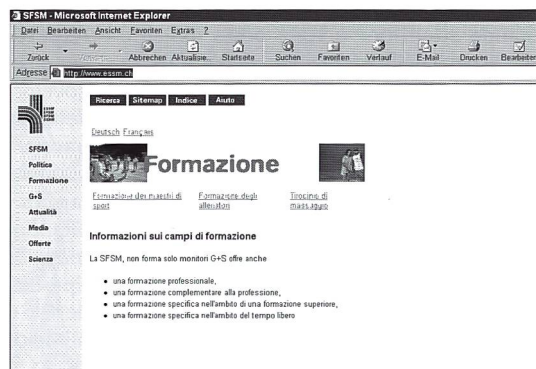 SFSM - Microsoft Internet Explorer
Datei Bearbeiten Ansicht Favoriten Extras ?
Zurück Abbrechen Aktualisie... Startseite Suchen Favoriten Verlauf E-Mail Drucken Bearbeiten
Adresse http://www.essm.ch
Ricerca Sitemap Indice Aiuto
Deutsch Français
SFSM
Politica
Formazione
G+S
Attualità
Media
Offerte
Scienza
Formazione
Formazione dei maestri di sport
Formazione degli allenatori
Tirocinio di massaggio
Informazioni sui campi di formazione
La SFSM, non forma solo monitori G+S offre anche
• una formazione professionale,
• una formazione complementare alla professione,
• una formazione specifica nell'ambito di una formazione superiore,
• una formazione specifica nell'ambito del tempo libero